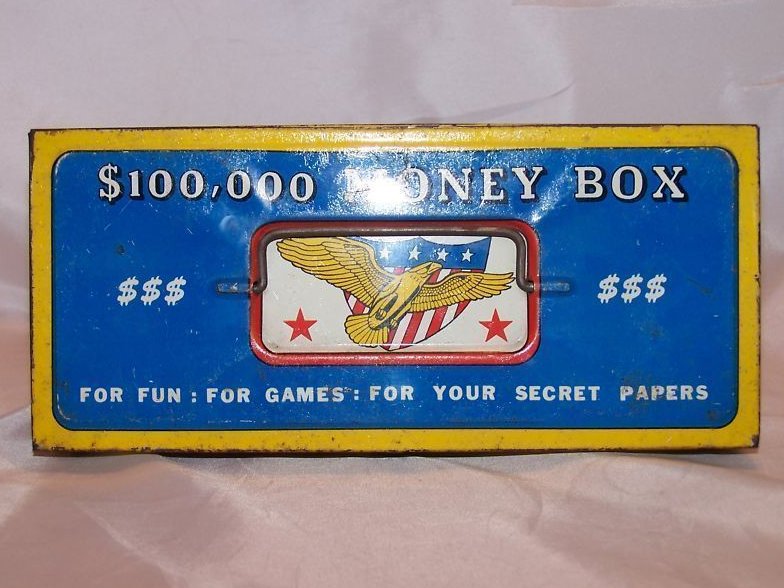 $100,000 MONEY BOX
$$$ $$$
FOR FUN : FOR GAMES : FOR YOUR SECRET PAPERS